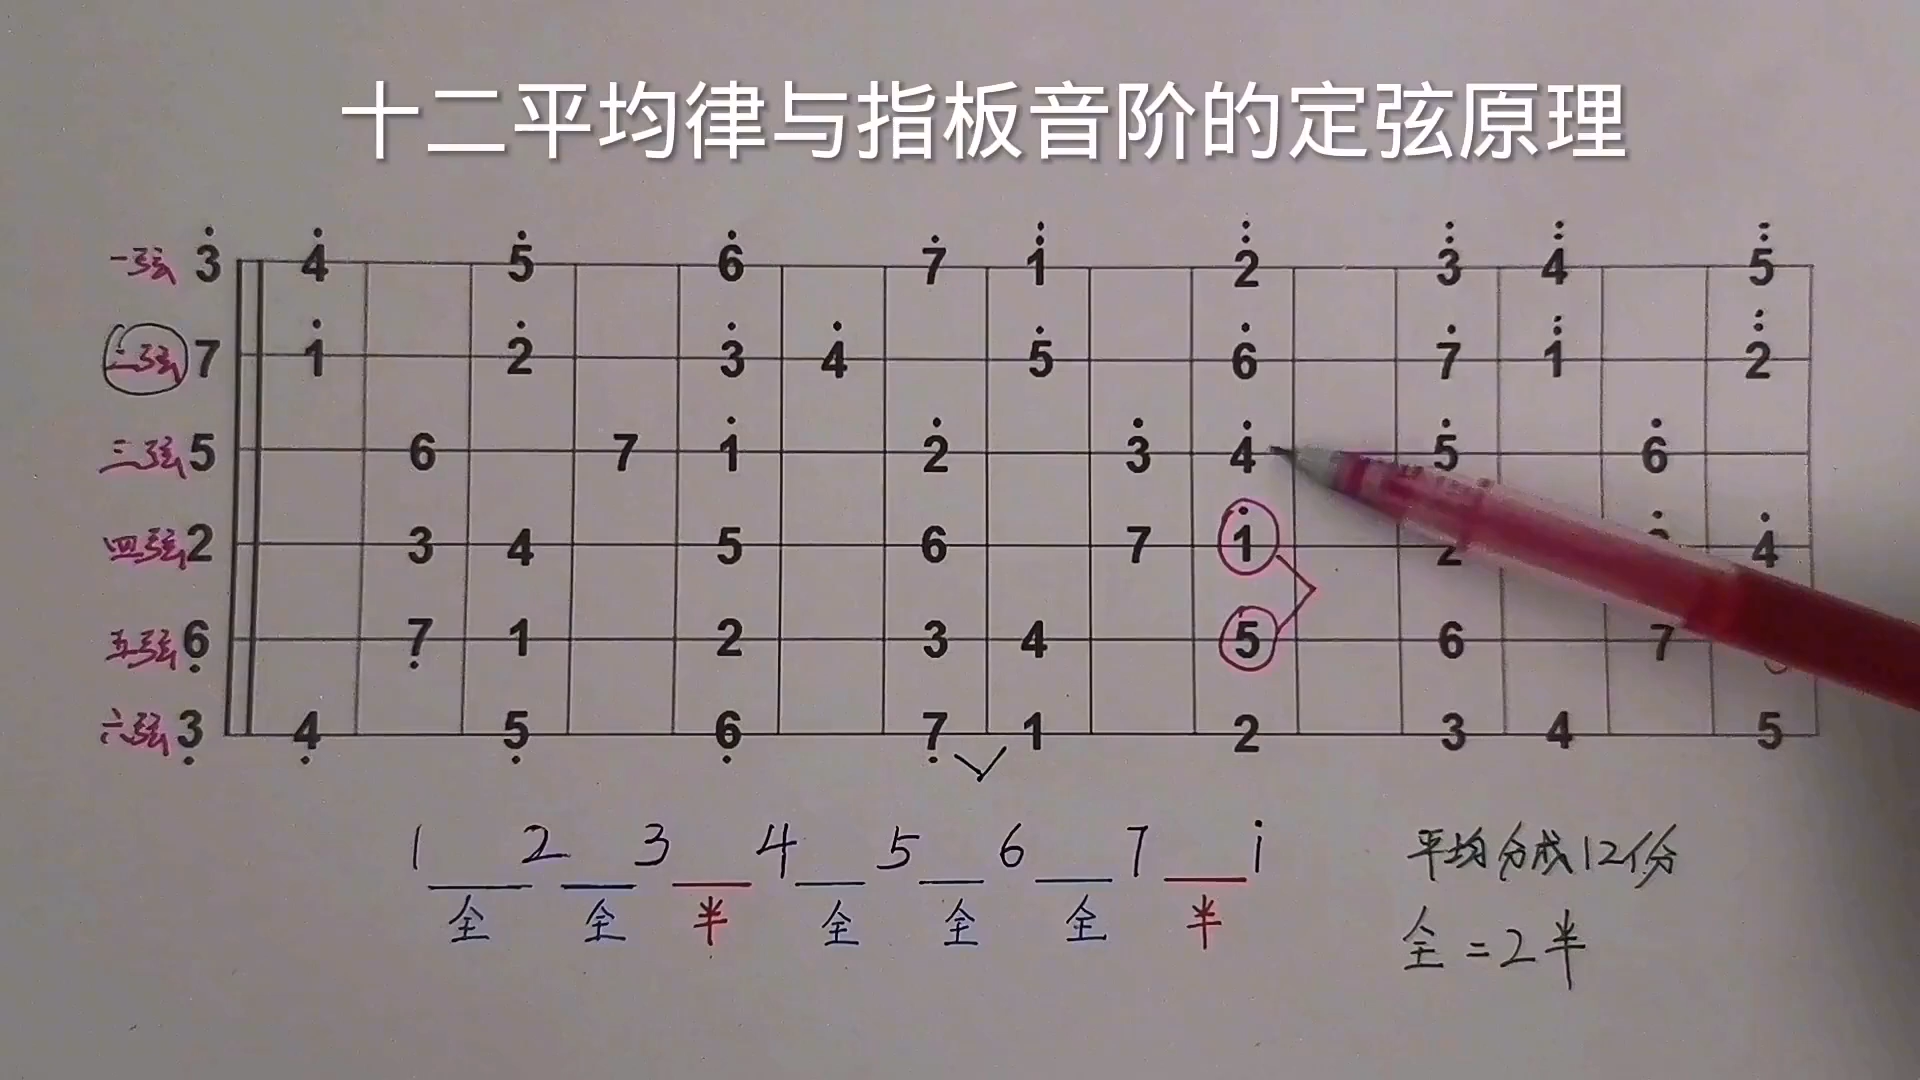 十二平均律与指板音阶的定弦原理
一弦 3 4 5 6 7 1 2 3 4 5
二弦 7 1 2 3 4 5 6 7 1 2
三弦 5 6 7 1 2 3 4 5 6
四弦 2 3 4 5 6 7 1 2 4
五弦 6 7 1 2 3 4 5 6 7
六弦 3 4 5 6 7 1 2 3 4 5
1 2 3 4 5 6 7 i
全 全 半 全 全 全 半
平均分成12份
全=2半